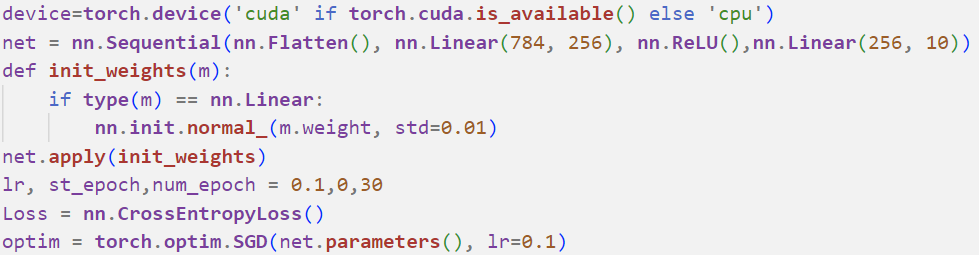 device=torch.device('cuda' if torch.cuda.is_available() else 'cpu')
net = nn.Sequential(nn.Flatten(), nn.Linear(784, 256), nn.ReLU(),nn.Linear(256, 10))
def init_weights(m):
    if type(m) == nn.Linear:
        nn.init.normal_(m.weight, std=0.01)
net.apply(init_weights)
lr, st_epoch,num_epoch = 0.1,0,30
Loss = nn.CrossEntropyLoss()
optim = torch.optim.SGD(net.parameters(), lr=0.1)